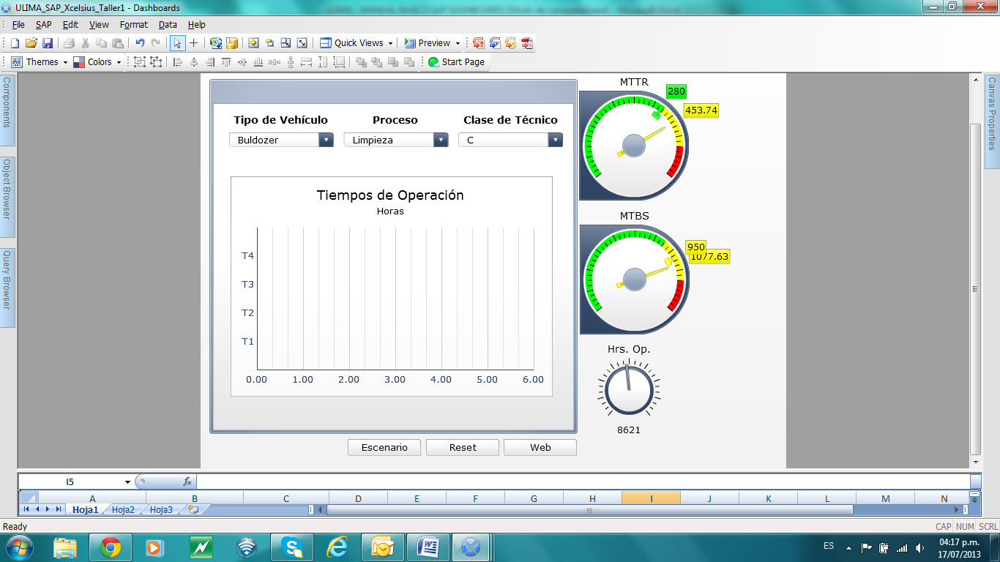 ULIMA_SAP_Xcelsius_Taller1 - Dashboards
File SAP Edit View Format Data Help
Quick Views Preview
Themes Colors Start Page
Components
Object Browser
Query Browser
Canvas Properties
Tipo de Vehículo Proceso Clase de Técnico
Buldozer Limpieza C
Tiempos de Operación
Horas
T4
T3
T2
T1
0.00 1.00 2.00 3.00 4.00 5.00 6.00
MTTR
280
453.74
MTBS
950
1077.63
Hrs. Op.
8621
Escenario Reset Web
I5 fx
A B C D E F G H I J K L M N
Hoja1 Hoja2 Hoja3
Ready CAP NUM SCRL
ES 04:17 p.m.
17/07/2013